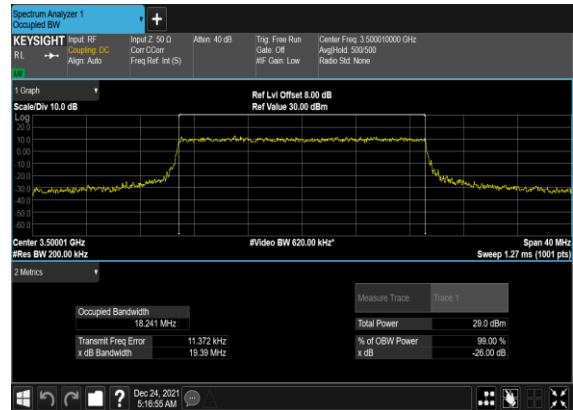 Spectrum Analyzer 1
Occupied BW
+
KEYSIGHT Input: RF Input Z: 50 Ω Atten: 40 dB Trig: Free Run Center Freq: 3.500010000 GHz
RL Coupling: DC Corr CCorr Gate: Off Avg|Hold: 500/500
Align: Auto Freq Ref: Int (S) #IF Gain: Low Radio Std: None
LW
1 Graph
Ref Lvl Offset 8.00 dB
Scale/Div 10.0 dB Ref Value 30.00 dBm
Log
20.0
10.0
0.00
-10.0
-20.0
-30.0
-40.0
-50.0
-60.0
Center 3.50001 GHz #Video BW 620.00 kHz* Span 40 MHz
#Res BW 200.00 kHz Sweep 1.27 ms (1001 pts)
2 Metrics
Measure Trace Trace 1
Occupied Bandwidth
18.241 MHz Total Power 29.0 dBm
Transmit Freq Error 11.372 kHz % of OBW Power 99.00 %
x dB Bandwidth 19.39 MHz x dB -26.00 dB
? Dec 24, 2021
5:16:55 AM